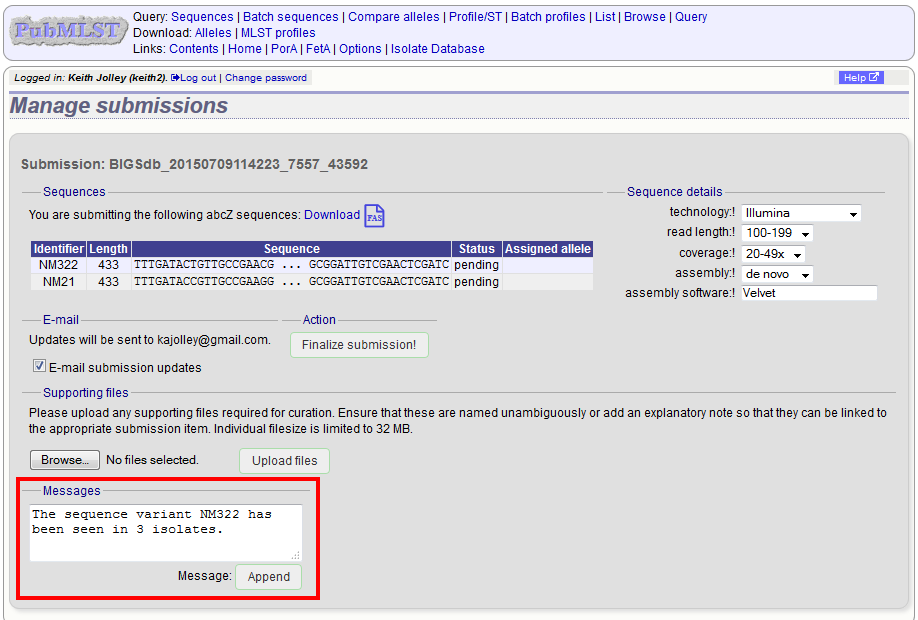 PubMLST
Query: Sequences | Batch sequences | Compare alleles | Profile/ST | Batch profiles | List | Browse | Query
Download: Alleles | MLST profiles
Links: Contents | Home | PorA | FetA | Options | Isolate Database
Logged in: Keith Jolley (keith2). Log out | Change password
Help
Manage submissions
Submission: BIGSdb_20150709114223_7557_43592
Sequences
You are submitting the following abcZ sequences: Download FAS
Identifier Length Sequence Status Assigned allele
NM322 433 TTTGATACTGTTGCCGAACG ... GCGGATTGTCGAACTCGATC pending
NM21 433 TTTGATACCGTTGCCGAAGG ... GCGGATTGTCGAACTCGATC pending
Sequence details
technology:! Illumina
read length:! 100-199
coverage:! 20-49x
assembly:! de novo
assembly software:! Velvet
E-mail
Updates will be sent to kajolley@gmail.com.
E-mail submission updates
Action
Finalize submission!
Supporting files
Please upload any supporting files required for curation. Ensure that these are named unambiguously or add an explanatory note so that they can be linked to
the appropriate submission item. Individual filesize is limited to 32 MB.
Browse... No files selected. Upload files
Messages
The sequence variant NM322 has
been seen in 3 isolates.
Message: Append